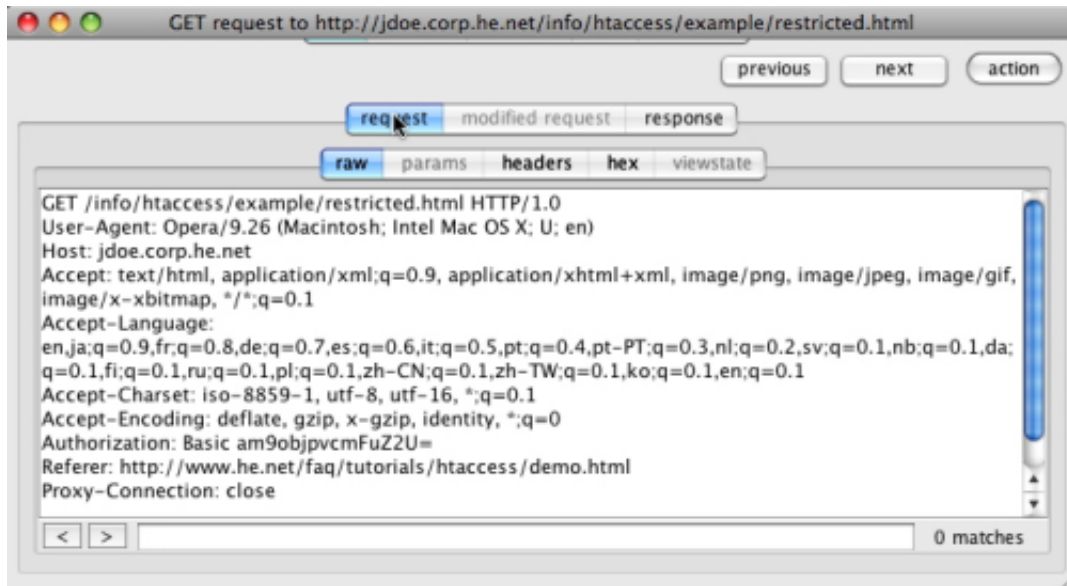 GET request to http://jdoe.corp.he.net/info/htaccess/example/restricted.html
previous next action
request modified request response
raw params headers hex viewstate
GET /info/htaccess/example/restricted.html HTTP/1.0
User-Agent: Opera/9.26 (Macintosh; Intel Mac OS X; U; en)
Host: jdoe.corp.he.net
Accept: text/html, application/xml;q=0.9, application/xhtml+xml, image/png, image/jpeg, image/gif,
image/x-xbitmap, */*;q=0.1
Accept-Language:
en,ja;q=0.9,fr;q=0.8,de;q=0.7,es;q=0.6,it;q=0.5,pt;q=0.4,pt-PT;q=0.3,nl;q=0.2,sv;q=0.1,nb;q=0.1,da;
q=0.1,fi;q=0.1,ru;q=0.1,pl;q=0.1,zh-CN;q=0.1,zh-TW;q=0.1,ko;q=0.1,en;q=0.1
Accept-Charset: iso-8859-1, utf-8, utf-16, *;q=0.1
Accept-Encoding: deflate, gzip, x-gzip, identity, *;q=0
Authorization: Basic am9objpvcmFuZ2U=
Referer: http://www.he.net/faq/tutorials/htaccess/demo.html
Proxy-Connection: close
< > 0 matches